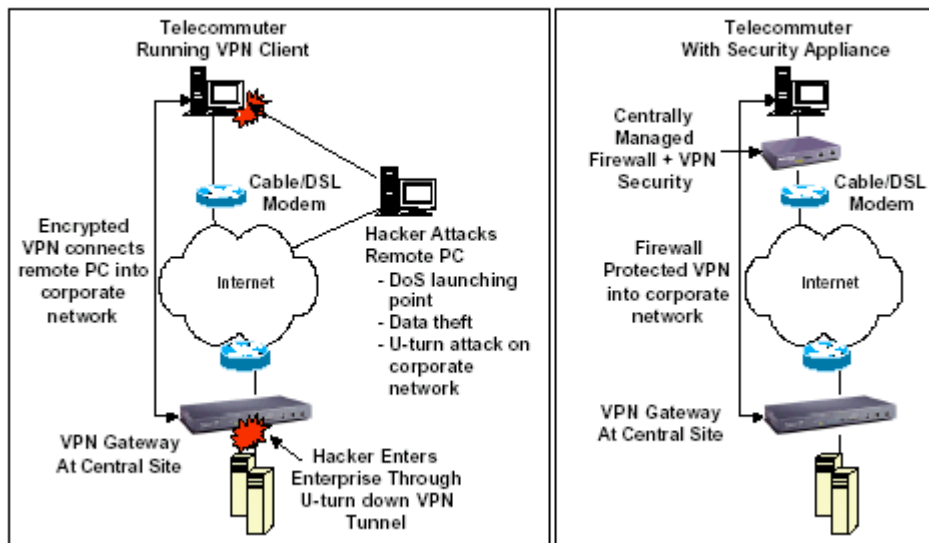 Telecommuter
Running VPN Client
Cable/DSL
Modem
Encrypted
VPN connects
remote PC into
corporate
network
Internet
Hacker Attacks
Remote PC
- DoS launching
point
- Data theft
- U-turn attack on
corporate
network
VPN Gateway
At Central Site
Hacker Enters
Enterprise Through
U-turn down VPN
Tunnel
Telecommuter
With Security Appliance
Centrally
Managed
Firewall + VPN
Security
Cable/DSL
Modem
Firewall
Protected VPN
into corporate
network
Internet
VPN Gateway
At Central Site